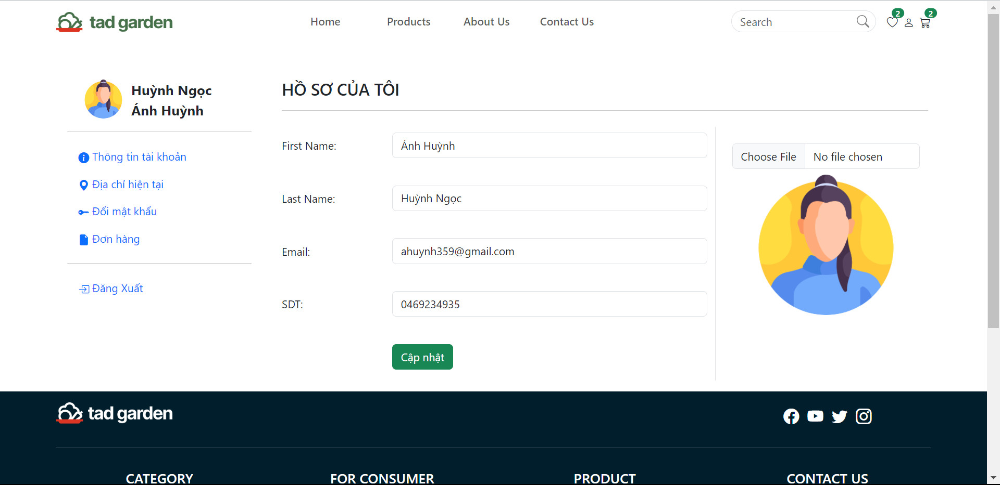 tad garden
Home Products About Us Contact Us
Search
2
2
Huỳnh Ngọc
Ánh Huỳnh
Thông tin tài khoản
Địa chỉ hiện tại
Đổi mật khẩu
Đơn hàng
Đăng Xuất
HỒ SƠ CỦA TÔI
First Name: Ánh Huỳnh
Last Name: Huỳnh Ngọc
Email: ahuynh359@gmail.com
SDT: 0469234935
Cập nhật
Choose File No file chosen
tad garden
CATEGORY FOR CONSUMER PRODUCT CONTACT US